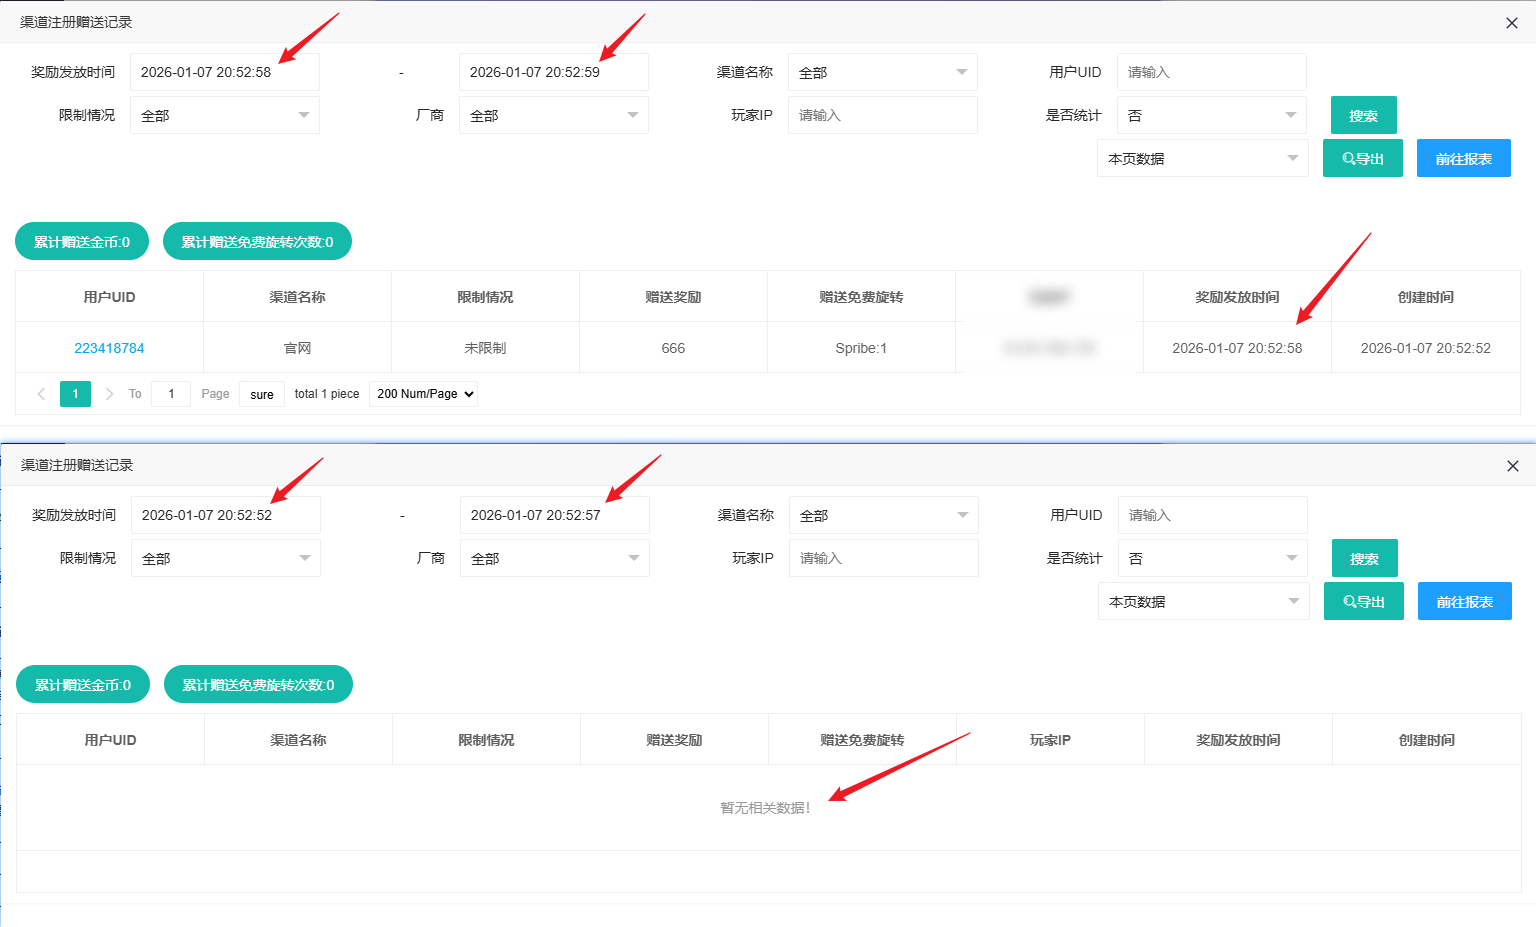 渠道注册赠送记录
奖励发放时间 2026-01-07 20:52:58 - 2026-01-07 20:52:59 渠道名称 全部 用户UID 请输入
限制情况 全部 厂商 全部 玩家IP 请输入 是否统计 否 搜索
本页数据 导出 前往报表
累计赠送金币:0 累计赠送免费旋转次数:0
用户UID 渠道名称 限制情况 赠送奖励 赠送免费旋转 奖励发放时间 创建时间
223418784 官网 未限制 666 Spribe:1 2026-01-07 20:52:58 2026-01-07 20:52:52
1 To 1 Page sure total 1 piece 200 Num/Page
渠道注册赠送记录
奖励发放时间 2026-01-07 20:52:52 - 2026-01-07 20:52:57 渠道名称 全部 用户UID 请输入
限制情况 全部 厂商 全部 玩家IP 请输入 是否统计 否 搜索
本页数据 导出 前往报表
累计赠送金币:0 累计赠送免费旋转次数:0
用户UID 渠道名称 限制情况 赠送奖励 赠送免费旋转 玩家IP 奖励发放时间 创建时间
暂无相关数据!